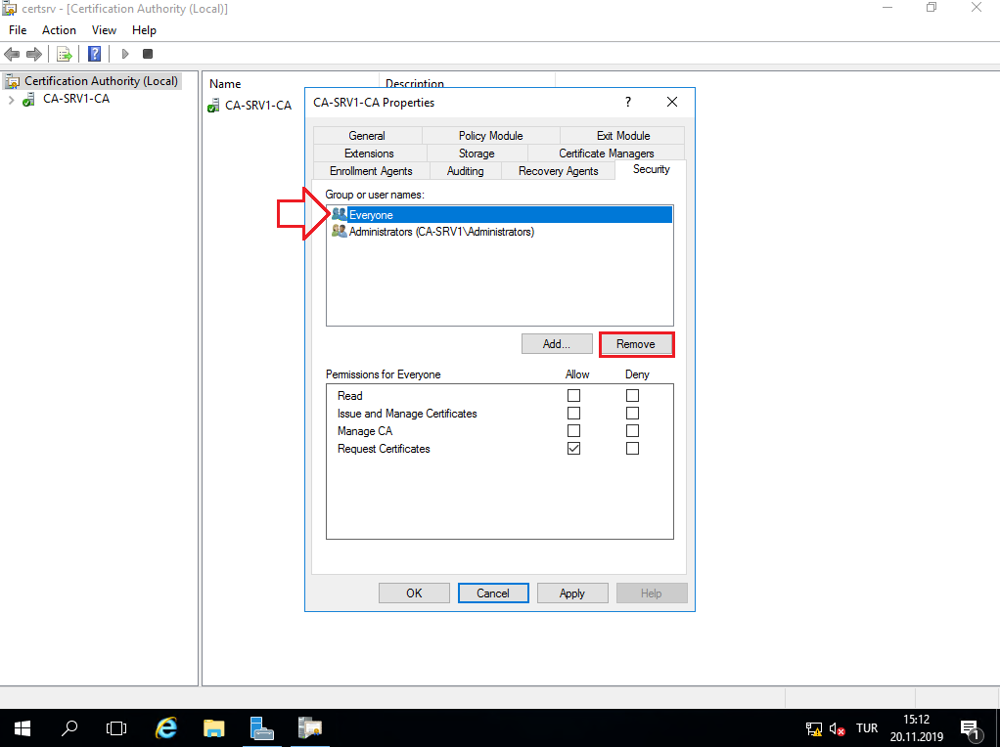 certsrv - [Certification Authority (Local)]
File Action View Help
Certification Authority (Local)
CA-SRV1-CA
Name Description
CA-SRV1-CA
CA-SRV1-CA Properties ?
General Policy Module Exit Module
Extensions Storage Certificate Managers
Enrollment Agents Auditing Recovery Agents Security
Group or user names:
Everyone
Administrators (CA-SRV1\Administrators)
Add... Remove
Permissions for Everyone Allow Deny
Read
Issue and Manage Certificates
Manage CA
Request Certificates
OK Cancel Apply Help
TUR
15:12
20.11.2019
1